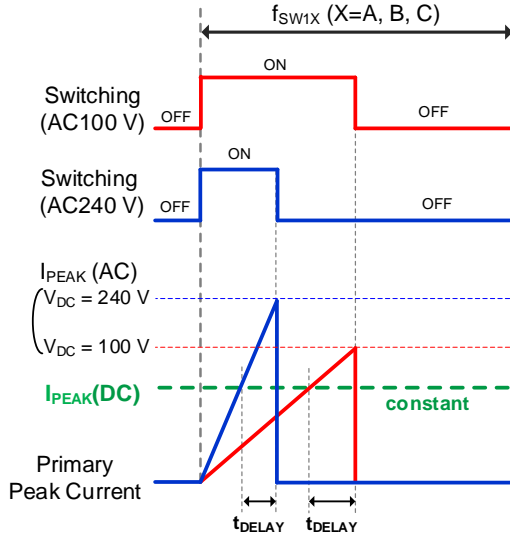 fSW1X (X=A, B, C)
ON
Switching
(AC100 V)
OFF
OFF
ON
Switching
(AC240 V)
OFF
OFF
IPEAK (AC)
VDC = 240 V
VDC = 100 V
IPEAK(DC)
constant
Primary
Peak Current
tDELAY
tDELAY